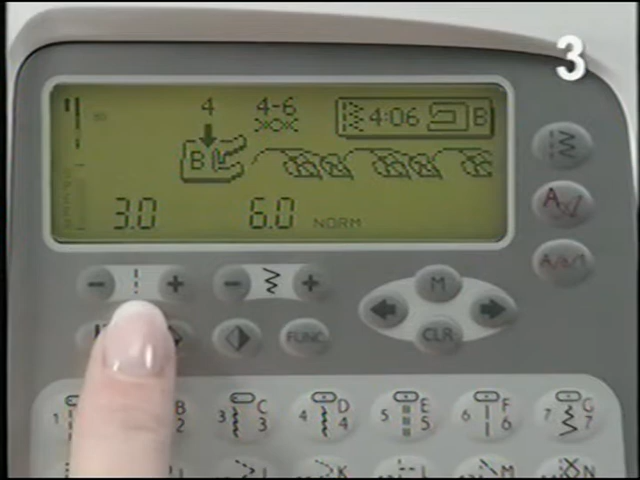 3
4 4-6 4:06 B
B
3.0 6.0 NORM
A
A/a/1
- + - + M
CLR
FUNC
1 B 2 3 C 3 4 D 4 5 E 5 6 F 6 7 G 7
K L M N